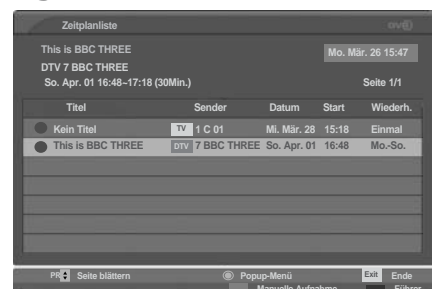 Zeitplanliste
This is BBC THREE Mo. Mär. 26 15:47
DTV 7 BBC THREE
So. Apr. 01 16:48~17:18 (30Min.) Seite 1/1
Titel Sender Datum Start Wiederh.
Kein Titel TV 1 C 01 Mi. Mär. 28 15:18 Einmal
This is BBC THREE DTV 7 BBC THREE So. Apr. 01 16:48 Mo.-So.
PR Seite blättern Popup-Menü Exit Ende
Manuelle Aufnahme Führer